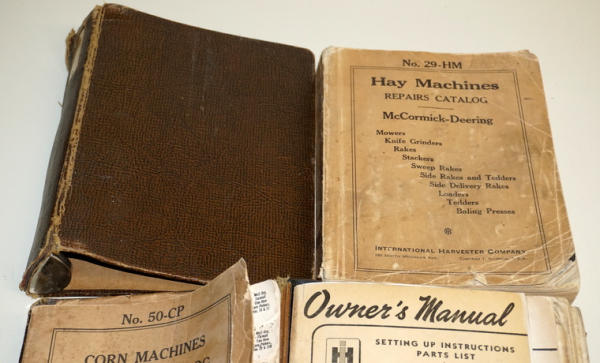 No. 29-HM
Hay Machines
REPAIRS CATALOG
McCormick-Deering
Mowers
Knife Grinders
Rakes
Stackers
Sweep Rakes
Side Rakes and Tedders
Side Delivery Rakes
Loaders
Tedders
Baling Presses
INTERNATIONAL HARVESTER COMPANY
No. 50-CP
CORN MACHINES
Owner's Manual
SETTING UP INSTRUCTIONS
PARTS LIST